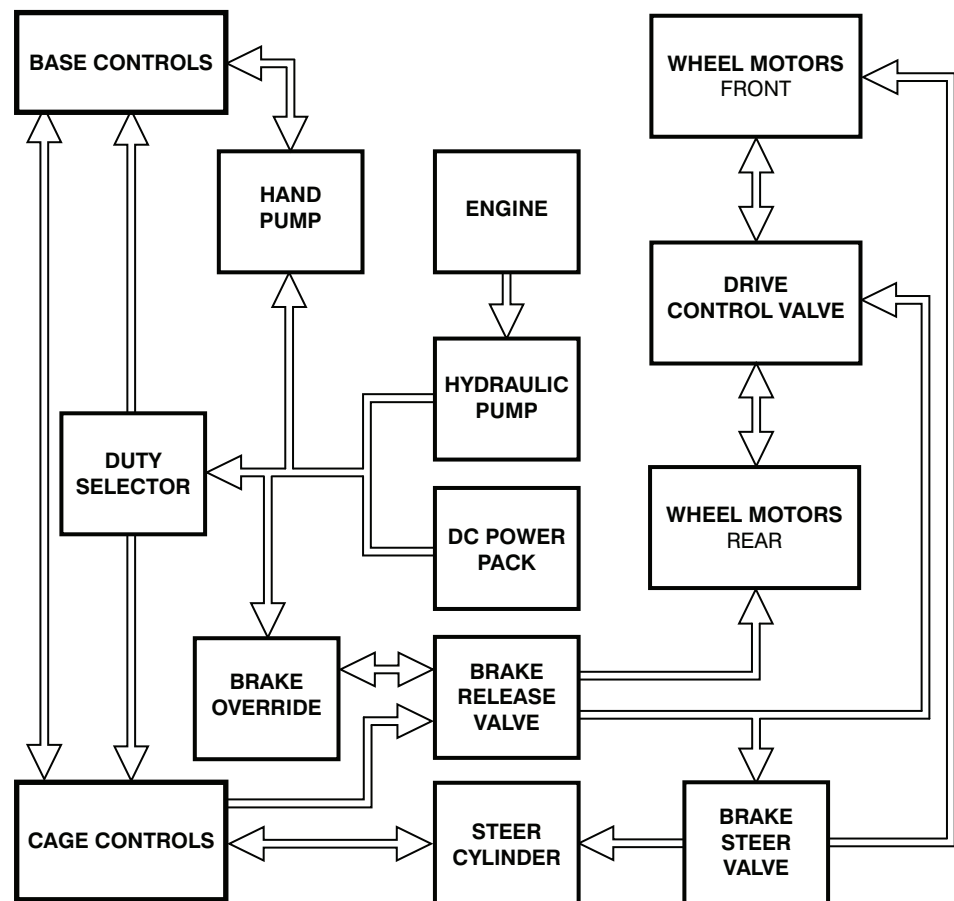 BASE CONTROLS
WHEEL MOTORS
FRONT
HAND
PUMP
ENGINE
DRIVE
CONTROL VALVE
HYDRAULIC
PUMP
DUTY
SELECTOR
DC POWER
PACK
WHEEL MOTORS
REAR
BRAKE
OVERRIDE
BRAKE
RELEASE
VALVE
CAGE CONTROLS
STEER
CYLINDER
BRAKE
STEER
VALVE